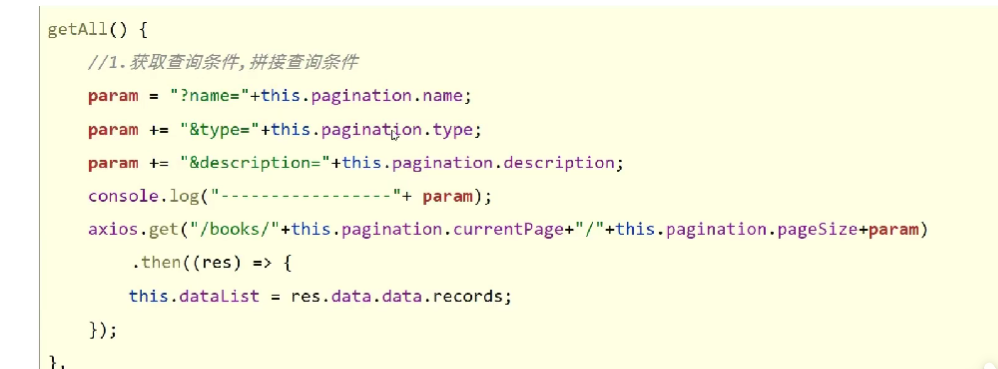 getAll() {
//1.获取查询条件,拼接查询条件
param = "?name="+this.pagination.name;
param += "&type="+this.pagination.type;
param += "&description="+this.pagination.description;
console.log("-----------------"+ param);
axios.get("/books/"+this.pagination.currentPage+"/"+this.pagination.pageSize+param)
.then((res) => {
this.dataList = res.data.data.records;
});
},